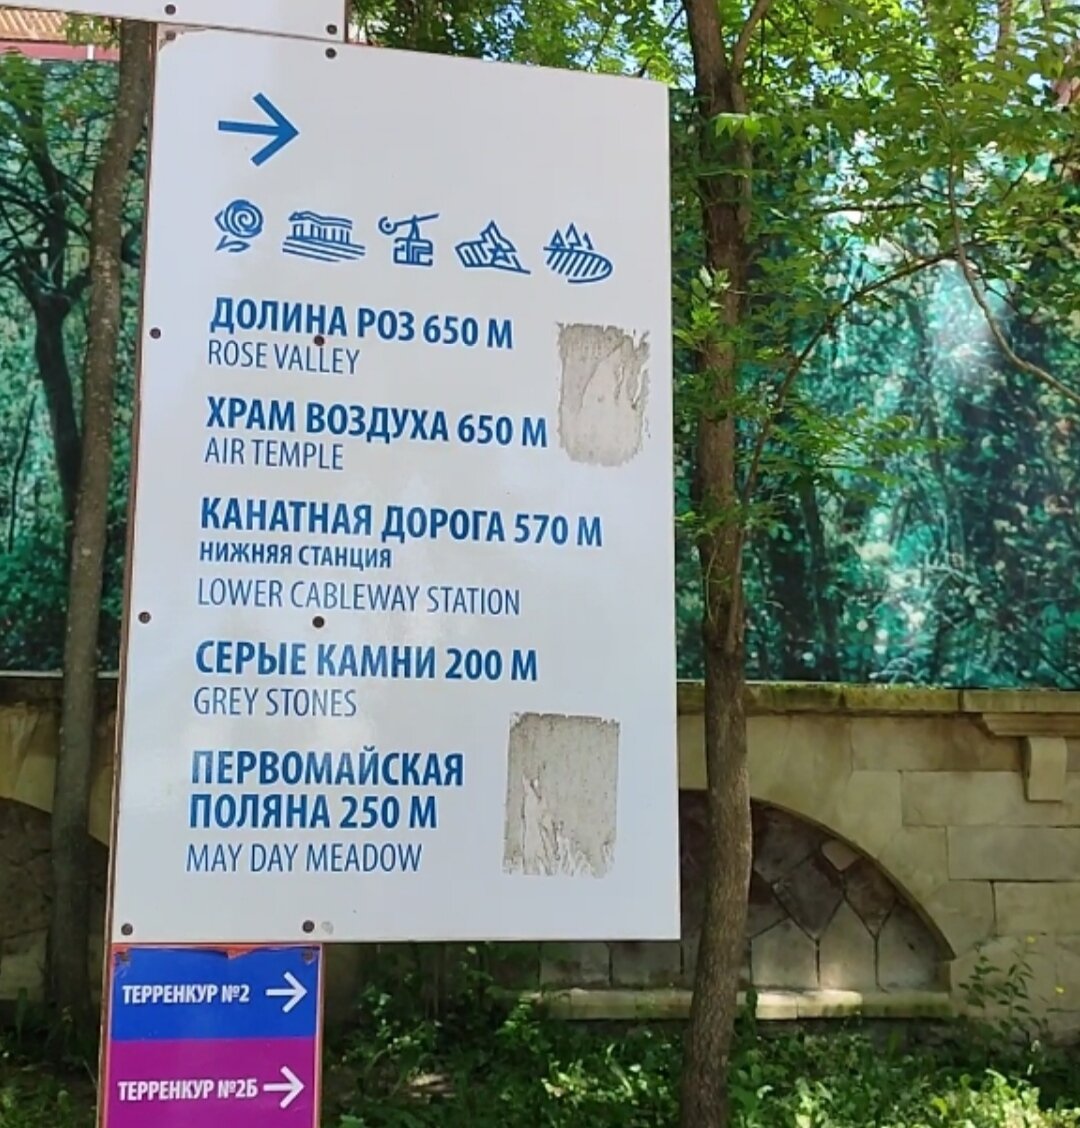 ДОЛИНА РОЗ 650 М
ROSE VALLEY
ХРАМ ВОЗДУХА 650 М
AIR TEMPLE
КАНАТНАЯ ДОРОГА 570 М
НИЖНЯЯ СТАНЦИЯ
LOWER CABLEWAY STATION
СЕРЫЕ КАМНИ 200 М
GREY STONES
ПЕРВОМАЙСКАЯ
ПОЛЯНА 250 М
MAY DAY MEADOW
ТЕРРЕНКУР №2
ТЕРРЕНКУР №2Б